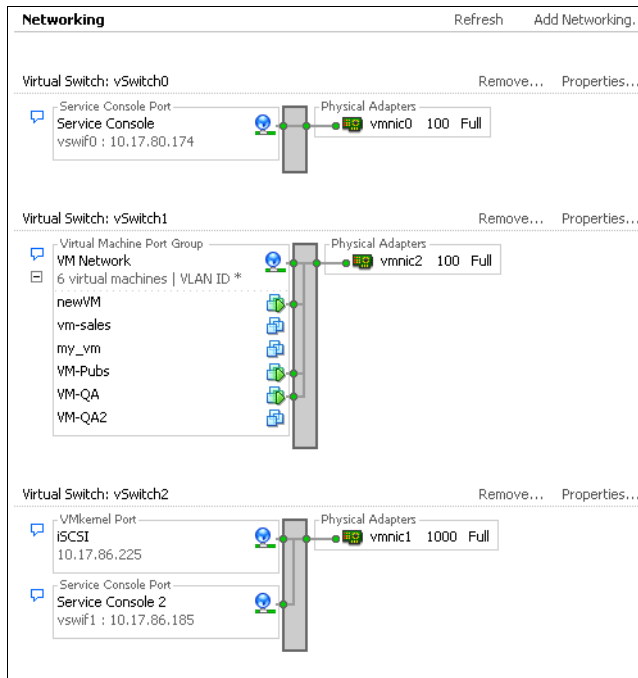 Networking Refresh Add Networking.
Virtual Switch: vSwitch0 Remove... Properties...
Service Console Port Physical Adapters
Service Console vmnic0 100 Full
vswif0 : 10.17.80.174
Virtual Switch: vSwitch1 Remove... Properties...
Virtual Machine Port Group Physical Adapters
VM Network vmnic2 100 Full
6 virtual machines | VLAN ID *
newVM
vm-sales
my_vm
VM-Pubs
VM-QA
VM-QA2
Virtual Switch: vSwitch2 Remove... Properties...
VMkernel Port Physical Adapters
iSCSI vmnic1 1000 Full
10.17.86.225
Service Console Port
Service Console 2
vswif1 : 10.17.86.185